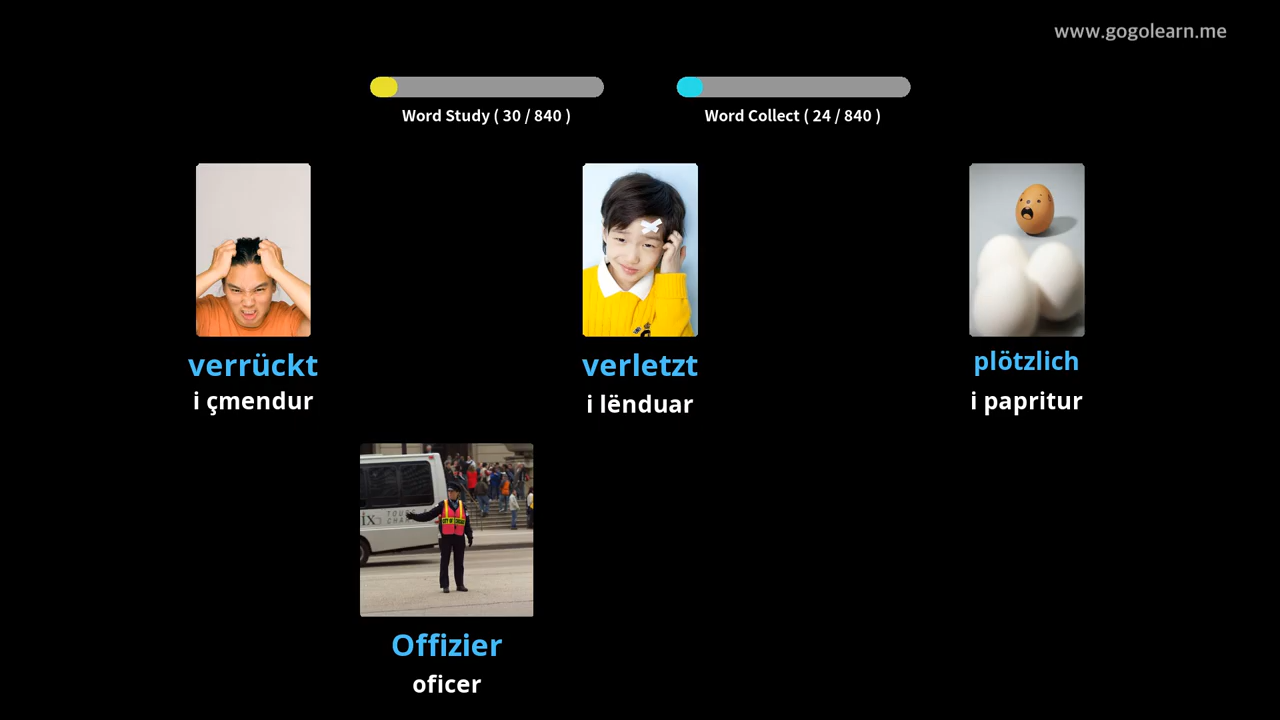 www.gogolearn.me
Word Study ( 30 / 840 )
Word Collect ( 24 / 840 )
verrückt
i çmendur
verletzt
i lënduar
plötzlich
i papritur
Offizier
oficer